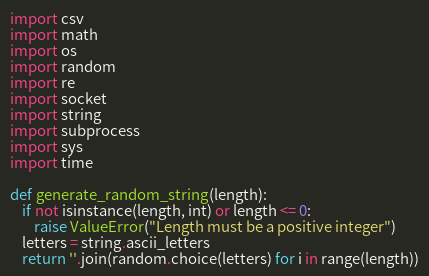 import csv
import math
import os
import random
import re
import socket
import string
import subprocess
import sys
import time

def generate_random_string(length):
    if not isinstance(length, int) or length <= 0:
        raise ValueError("Length must be a positive integer")
    letters = string.ascii_letters
    return ''.join(random.choice(letters) for i in range(length))